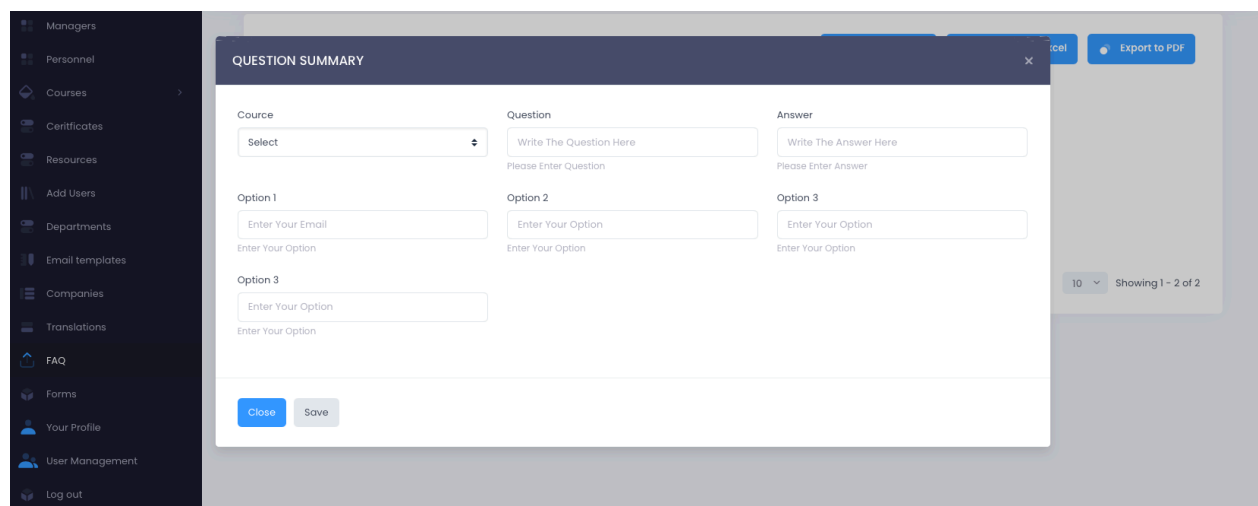 Managers
Personnel
Courses
Ceritficates
Resources
Add Users
Departments
Email templates
Companies
Translations
FAQ
Forms
Your Profile
User Management
Log out
xcel
Export to PDF
QUESTION SUMMARY
×
Cource
Question
Answer
Select
Write The Question Here
Write The Answer Here
Please Enter Question
Please Enter Answer
Option 1
Option 2
Option 3
Enter Your Email
Enter Your Option
Enter Your Option
Enter Your Option
Enter Your Option
Enter Your Option
Option 3
Enter Your Option
Enter Your Option
10
Showing 1 - 2 of 2
Close
Save